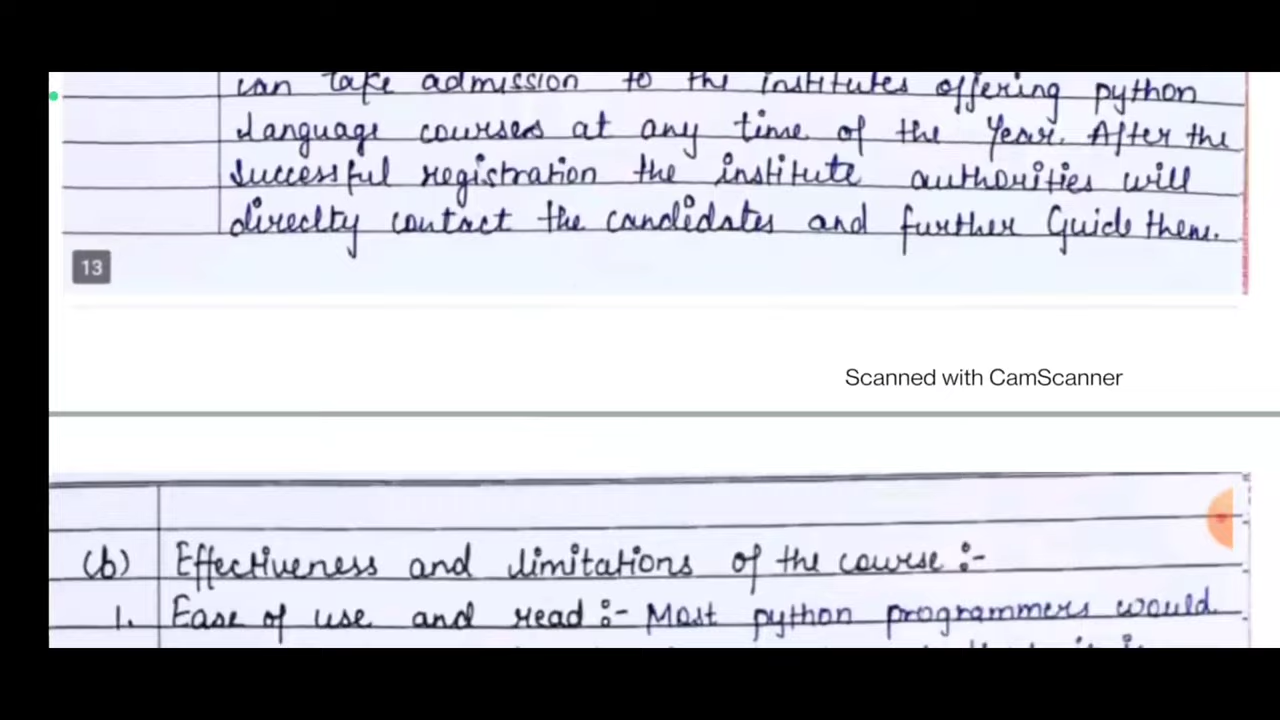 can take admission to the institutes offering python
language courses at any time of the Year. After the
successful registration the institute authorities will
direclty contact the candidates and further Guide them.
13
Scanned with CamScanner
(b) Effectiveness and limitations of the course :-
1. Ease of use and read :- Most python programmers would